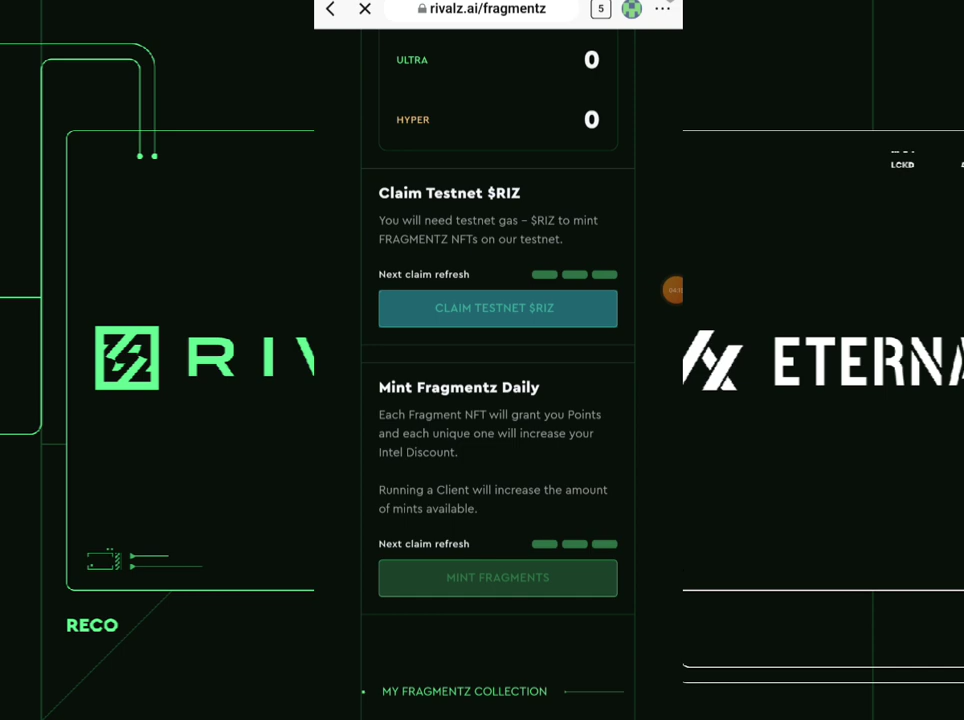 rivalz.ai/fragmentz
5
ULTRA
0
HYPER
0
LCKD
Claim Testnet $RIZ
You will need testnet gas – $RIZ to mint
FRAGMENTZ NFTs on our testnet.
Next claim refresh
CLAIM TESTNET $RIZ
RIV
ETERNA
Mint Fragmentz Daily
Each Fragment NFT will grant you Points
and each unique one will increase your
Intel Discount.
Running a Client will increase the amount
of mints available.
Next claim refresh
MINT FRAGMENTS
RECO
MY FRAGMENTZ COLLECTION